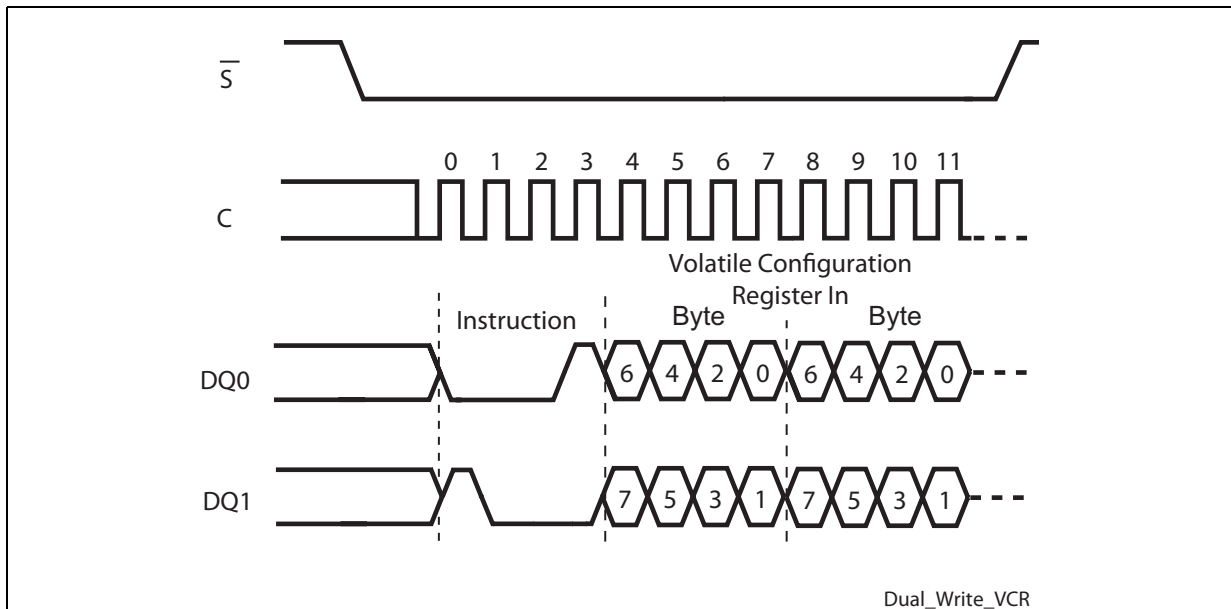 S
0 1 2 3 4 5 6 7 8 9 10 11
C
Volatile Configuration
Register In
Instruction Byte Byte
DQ0 6 4 2 0 6 4 2 0
DQ1 7 5 3 1 7 5 3 1
Dual_Write_VCR